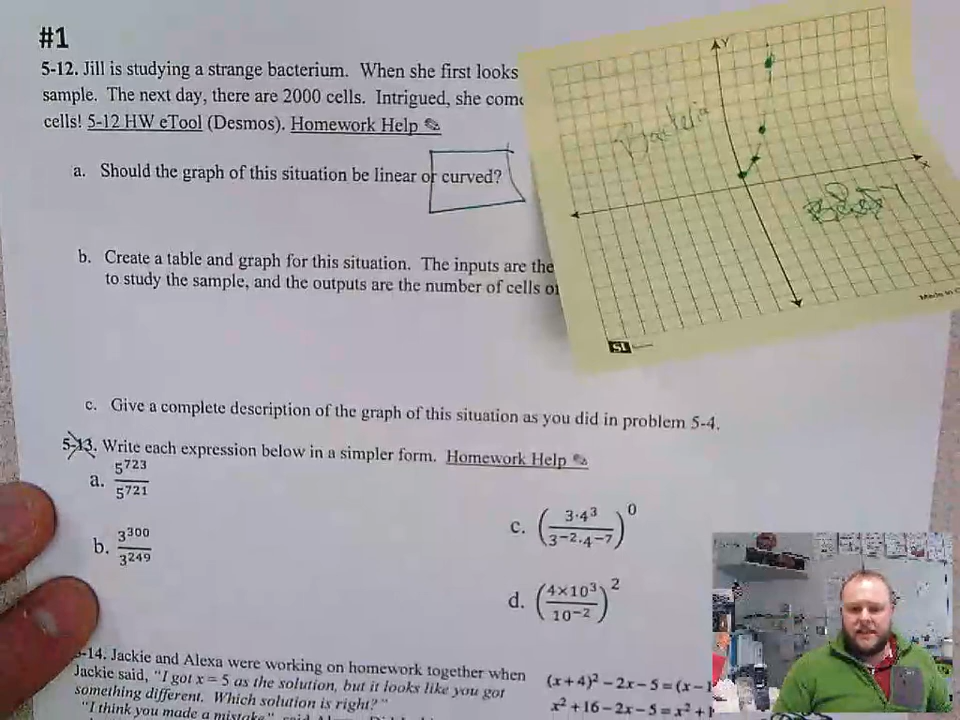 #1
5-12. Jill is studying a strange bacterium. When she first looks
sample. The next day, there are 2000 cells. Intrigued, she come
cells! 5-12 HW eTool (Desmos). Homework Help ✎
a. Should the graph of this situation be linear or curved?
b. Create a table and graph for this situation. The inputs are the
to study the sample, and the outputs are the number of cells
c. Give a complete description of the graph of this situation as you did in problem 5-4.
5-13. Write each expression below in a simpler form. Homework Help ✎
a. 5^723/5^721
b. 3^300/3^249
c. (3·4^3/3^-2·4^-7)^0
d. (4×10^3/10^-2)^2
-14. Jackie and Alexa were working on homework together when
Jackie said, "I got x = 5 as the solution, but it looks like you got
something different. Which solution is right?"
"I think you made a mistake,"
(x+4)² − 2x − 5 = (x − 1
x² + 16 − 2x − 5 = x² + 1
Y
X
Bacteria
Made in
SI